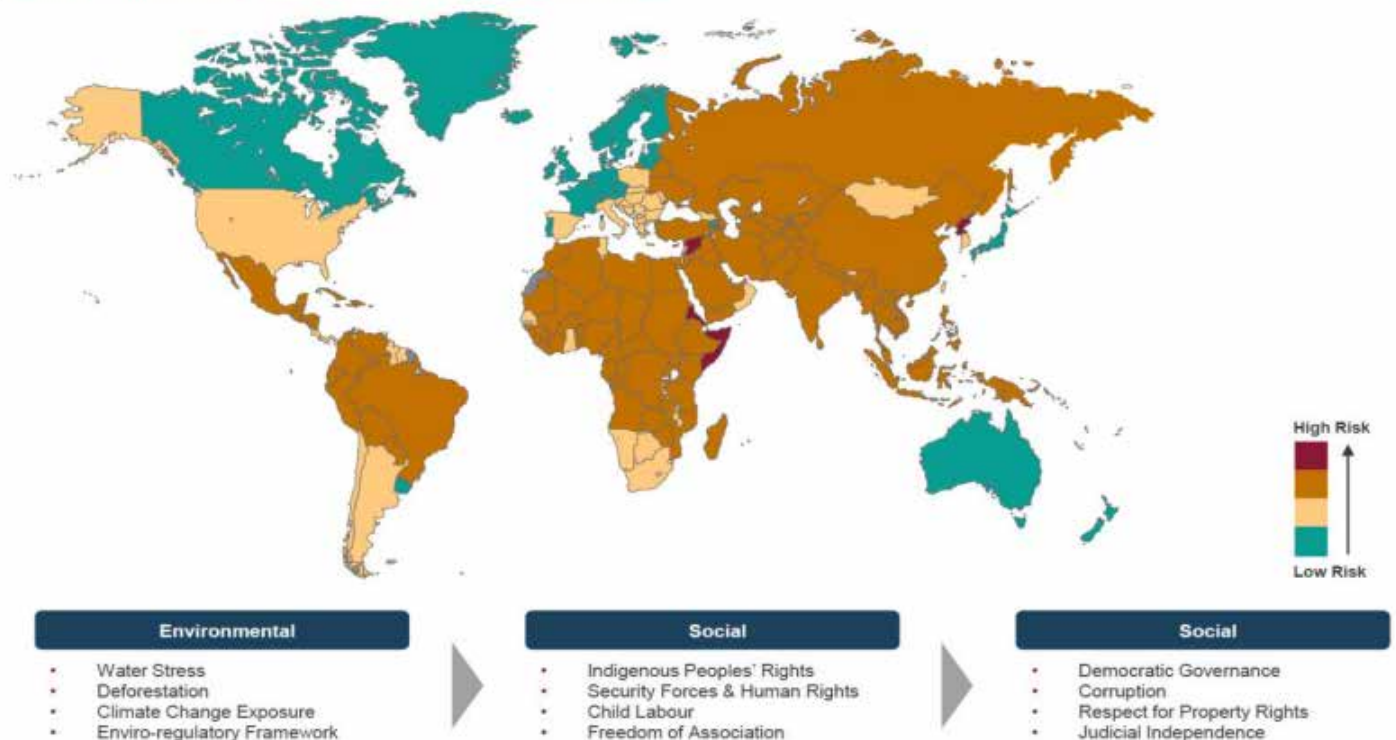 High Risk
Low Risk
Environmental
• Water Stress
• Deforestation
• Climate Change Exposure
• Enviro-regulatory Framework
Social
• Indigenous Peoples' Rights
• Security Forces & Human Rights
• Child Labour
• Freedom of Association
Social
• Democratic Governance
• Corruption
• Respect for Property Rights
• Judicial Independence